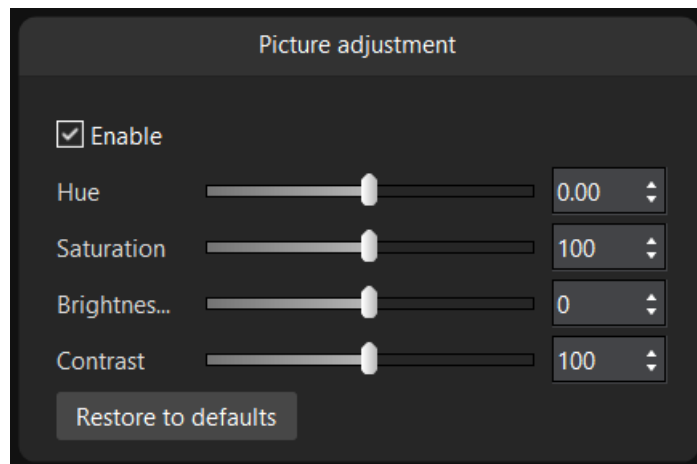 Picture adjustment
Enable
Hue 0.00
Saturation 100
Brightnes... 0
Contrast 100
Restore to defaults